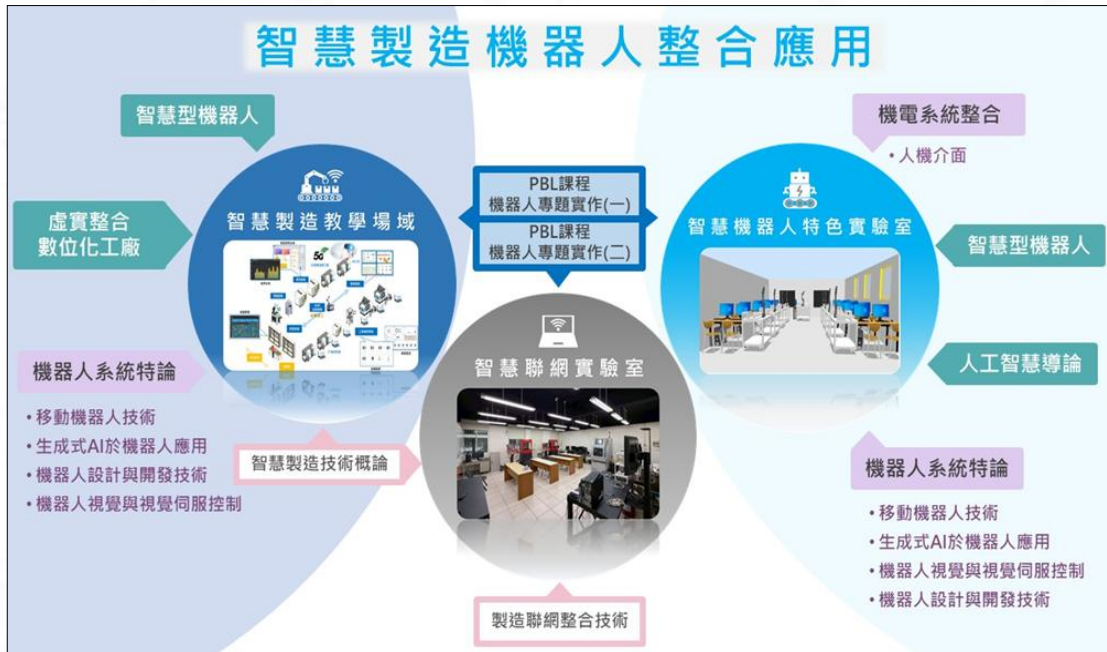 智慧製造機器人整合應用
智慧型機器人
虛實整合
數位化工廠
智慧製造教學場域
5G
機器人系統特論
•移動機器人技術
•生成式AI於機器人應用
•機器人設計與開發技術
•機器人視覺與視覺伺服控制
智慧製造技術概論
PBL課程
機器人專題實作(一)
PBL課程
機器人專題實作(二)
智慧聯網實驗室
製造聯網整合技術
機電系統整合
•人機介面
智慧機器人特色實驗室
智慧型機器人
人工智慧導論
機器人系統特論
•移動機器人技術
•生成式AI於機器人應用
•機器人視覺與視覺伺服控制
•機器人設計與開發技術